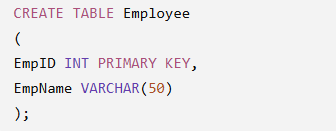 CREATE TABLE Employee
(
EmpID INT PRIMARY KEY,
EmpName VARCHAR(50)
);